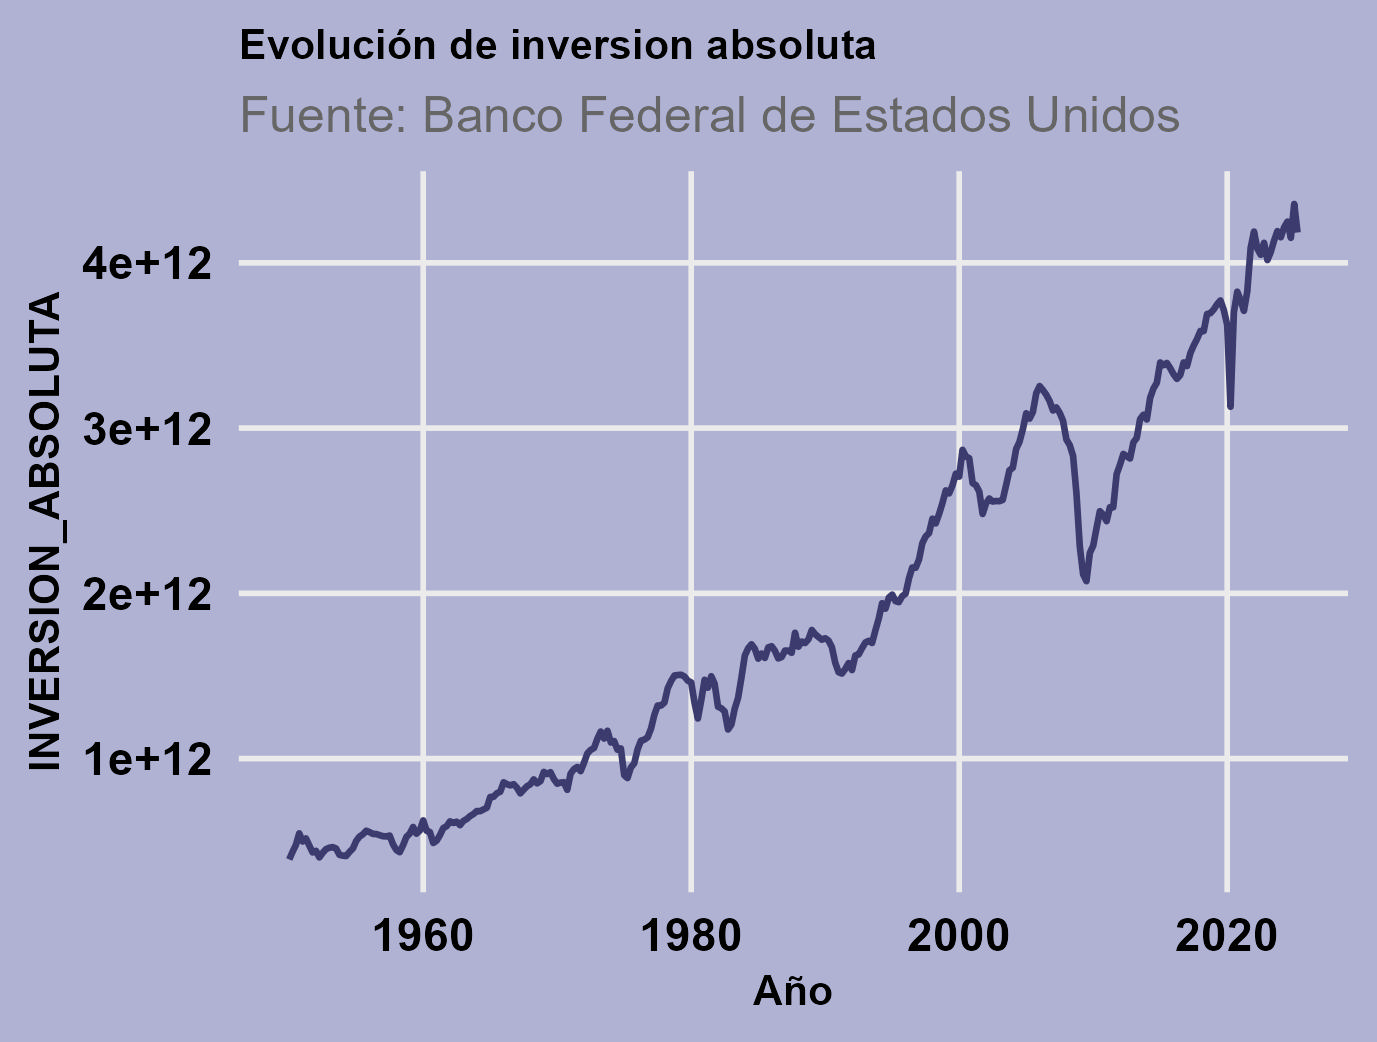 Evolución de inversion absoluta
Fuente: Banco Federal de Estados Unidos
INVERSION_ABSOLUTA
4e+12
3e+12
2e+12
1e+12
1960
1980
2000
2020
Año